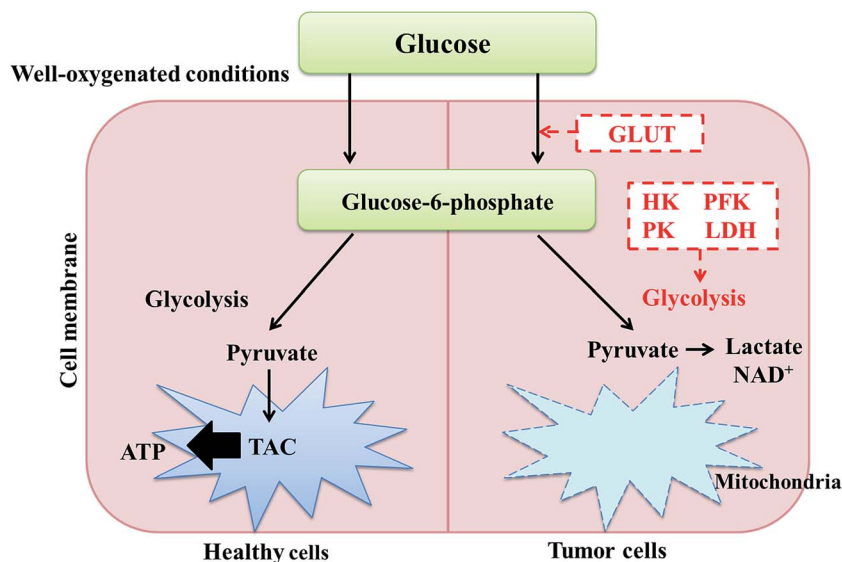 Glucose
Well-oxygenated conditions
GLUT
Glucose-6-phosphate
HK PFK
PK LDH
Cell membrane
Glycolysis
Glycolysis
Pyruvate
Pyruvate
Lactate
NAD⁺
ATP
TAC
Mitochondria
Healthy cells
Tumor cells